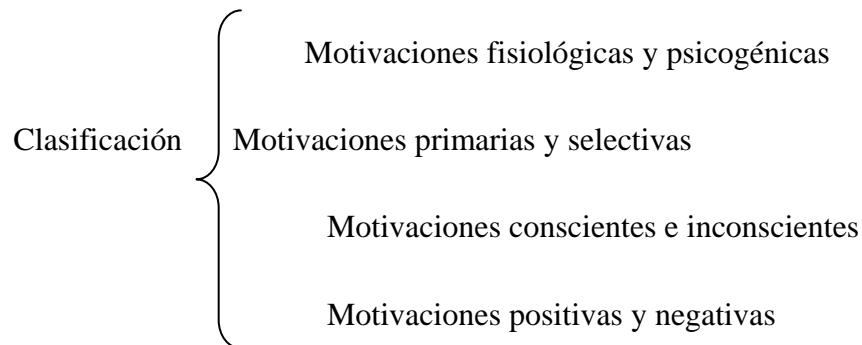 Motivaciones fisiológicas y psicogénicas
Clasificación Motivaciones primarias y selectivas
Motivaciones conscientes e inconscientes
Motivaciones positivas y negativas